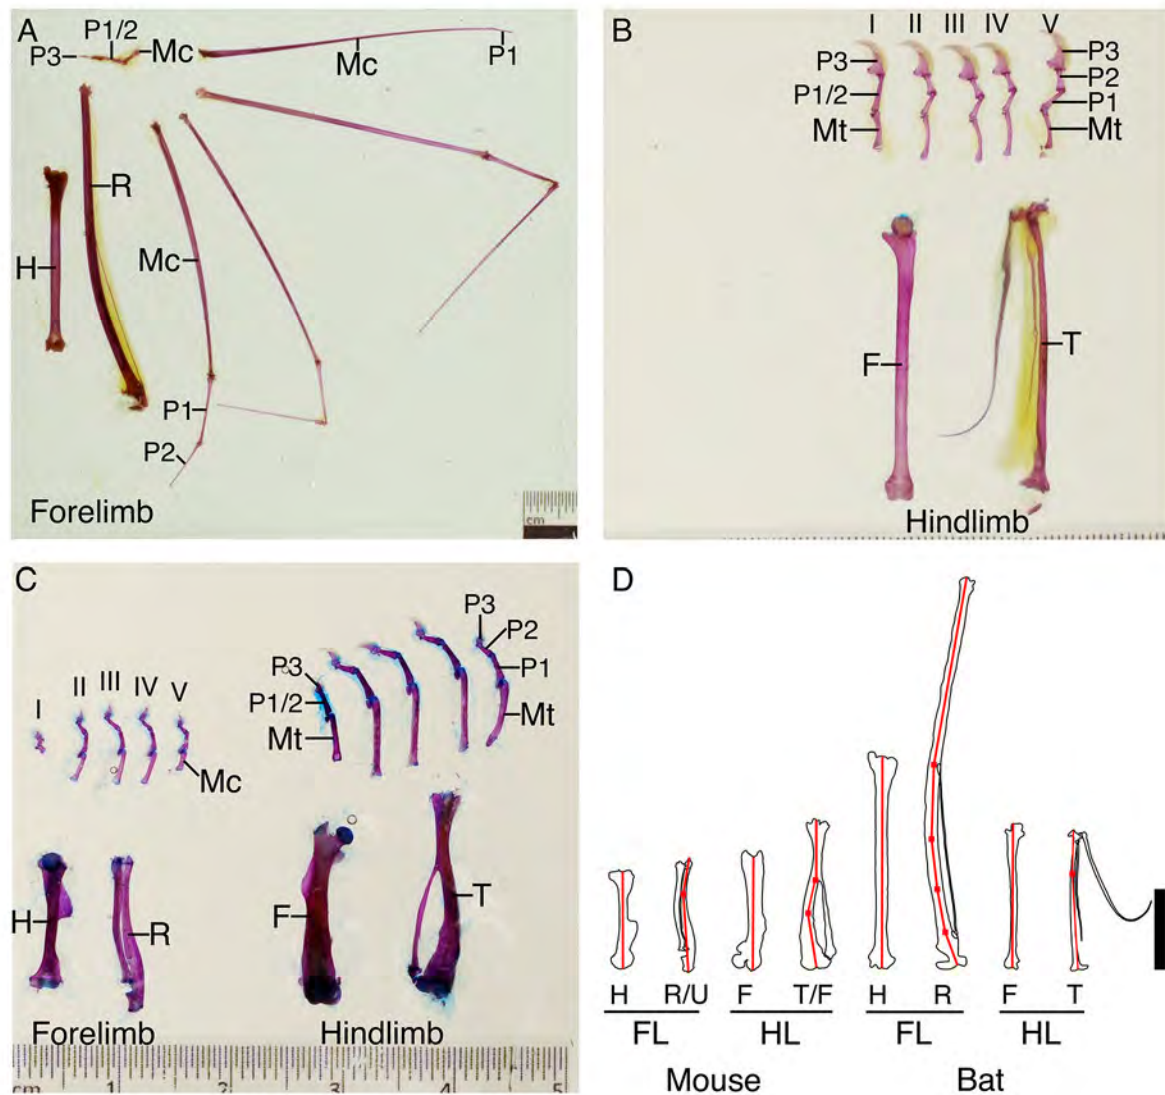 A
P3
P1/2
Mc
Mc
P1
R
H
Mc
P1
P2
Forelimb
cm
B
I II III IV V
P3
P1/2
Mt
P3
P2
P1
Mt
F
T
Hindlimb
C
I II III IV V
Mc
P3
P1/2
Mt
P3
P2
P1
Mt
H
R
F
T
Forelimb
Hindlimb
cm 1 2 3 4 5
D
H R/U F T/F H R F T
FL HL FL HL
Mouse Bat